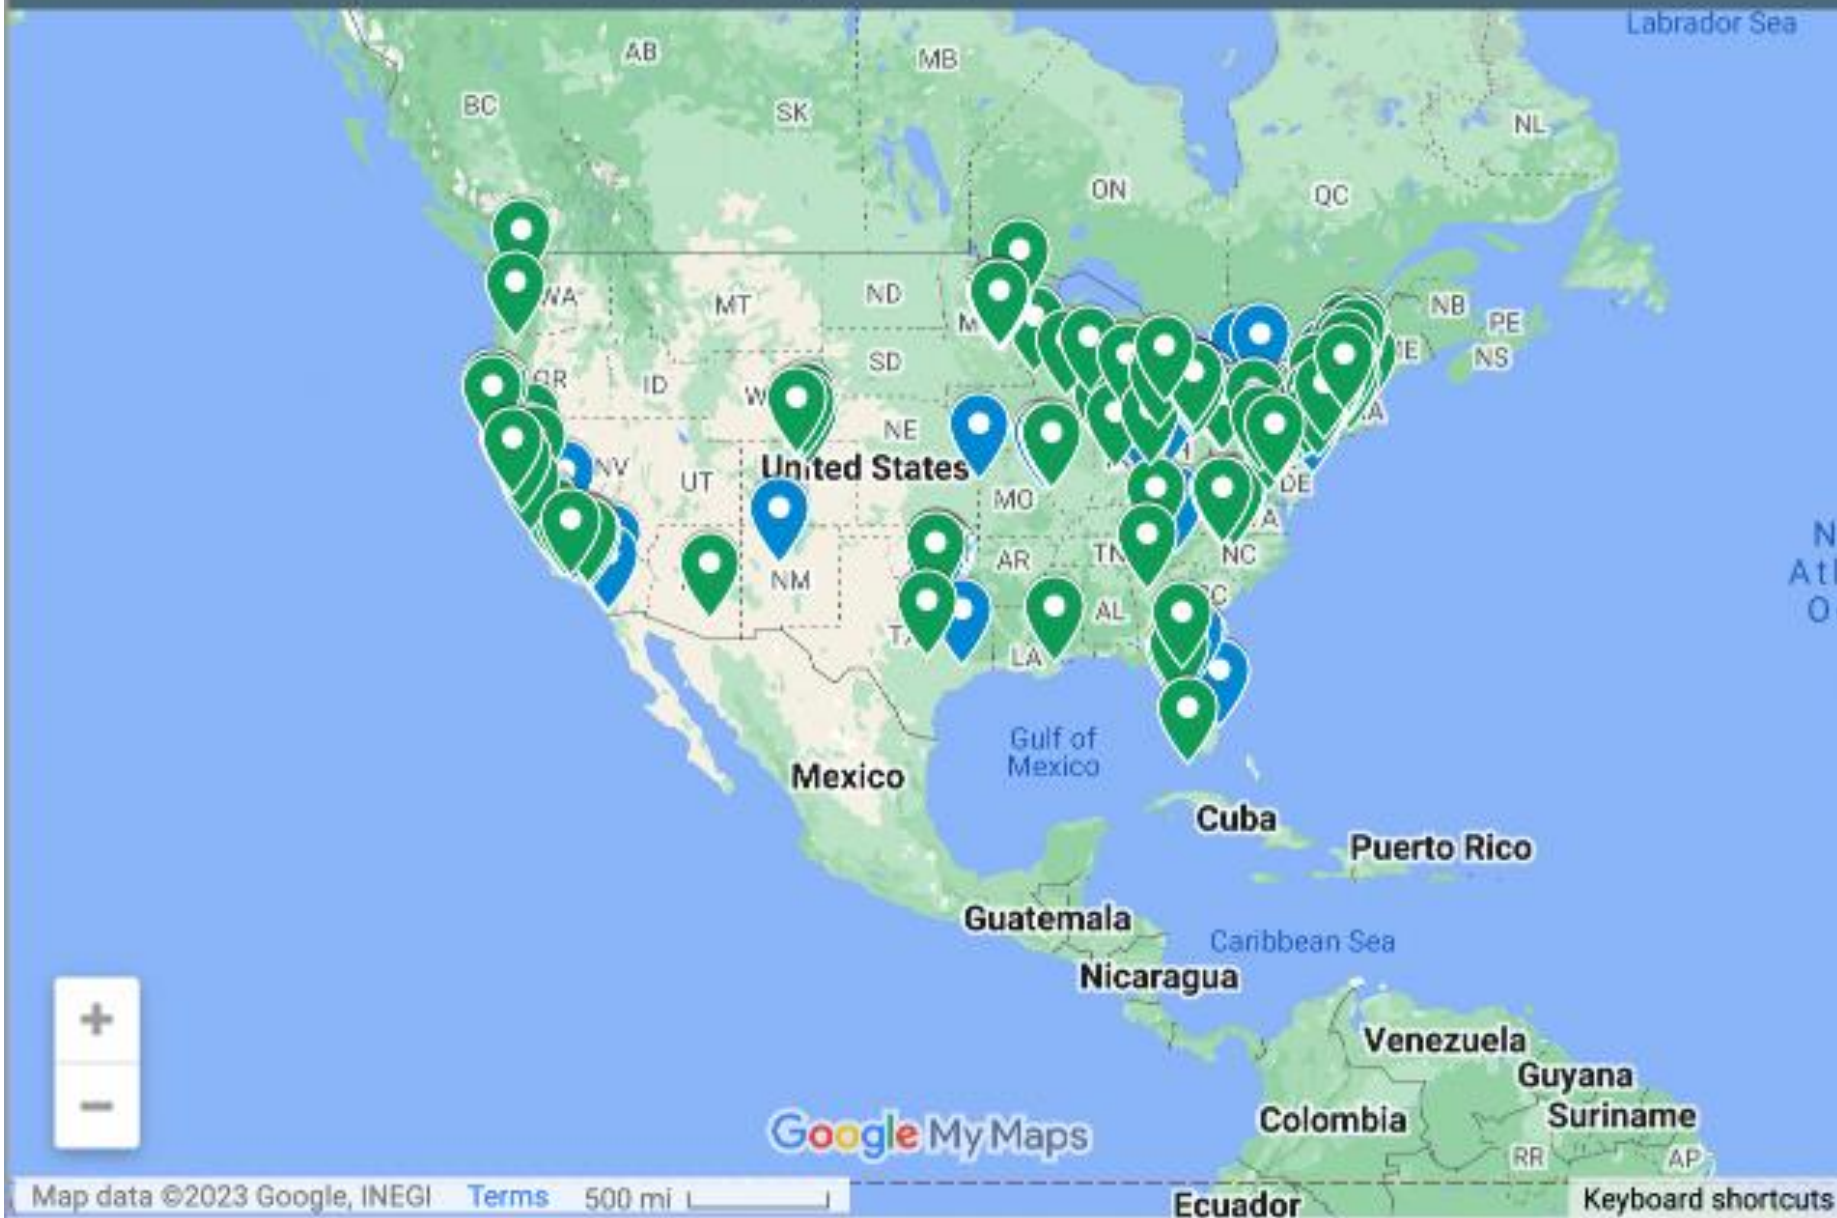 Labrador Sea
AB
MB
BC
SK
NL
ON
QC
WA
MT
ND
NB
PE
ME
NS
SD
OR
ID
NE
United States
NV
UT
MO
DE
NM
AR
TN
NC
AL
LA
Gulf of
Mexico
Mexico
Cuba
Puerto Rico
Guatemala
Caribbean Sea
Nicaragua
Venezuela
Guyana
Suriname
Colombia
RR
AP
Ecuador
+
−
Google My Maps
Map data ©2023 Google, INEGI
Terms
500 mi
Keyboard shortcuts